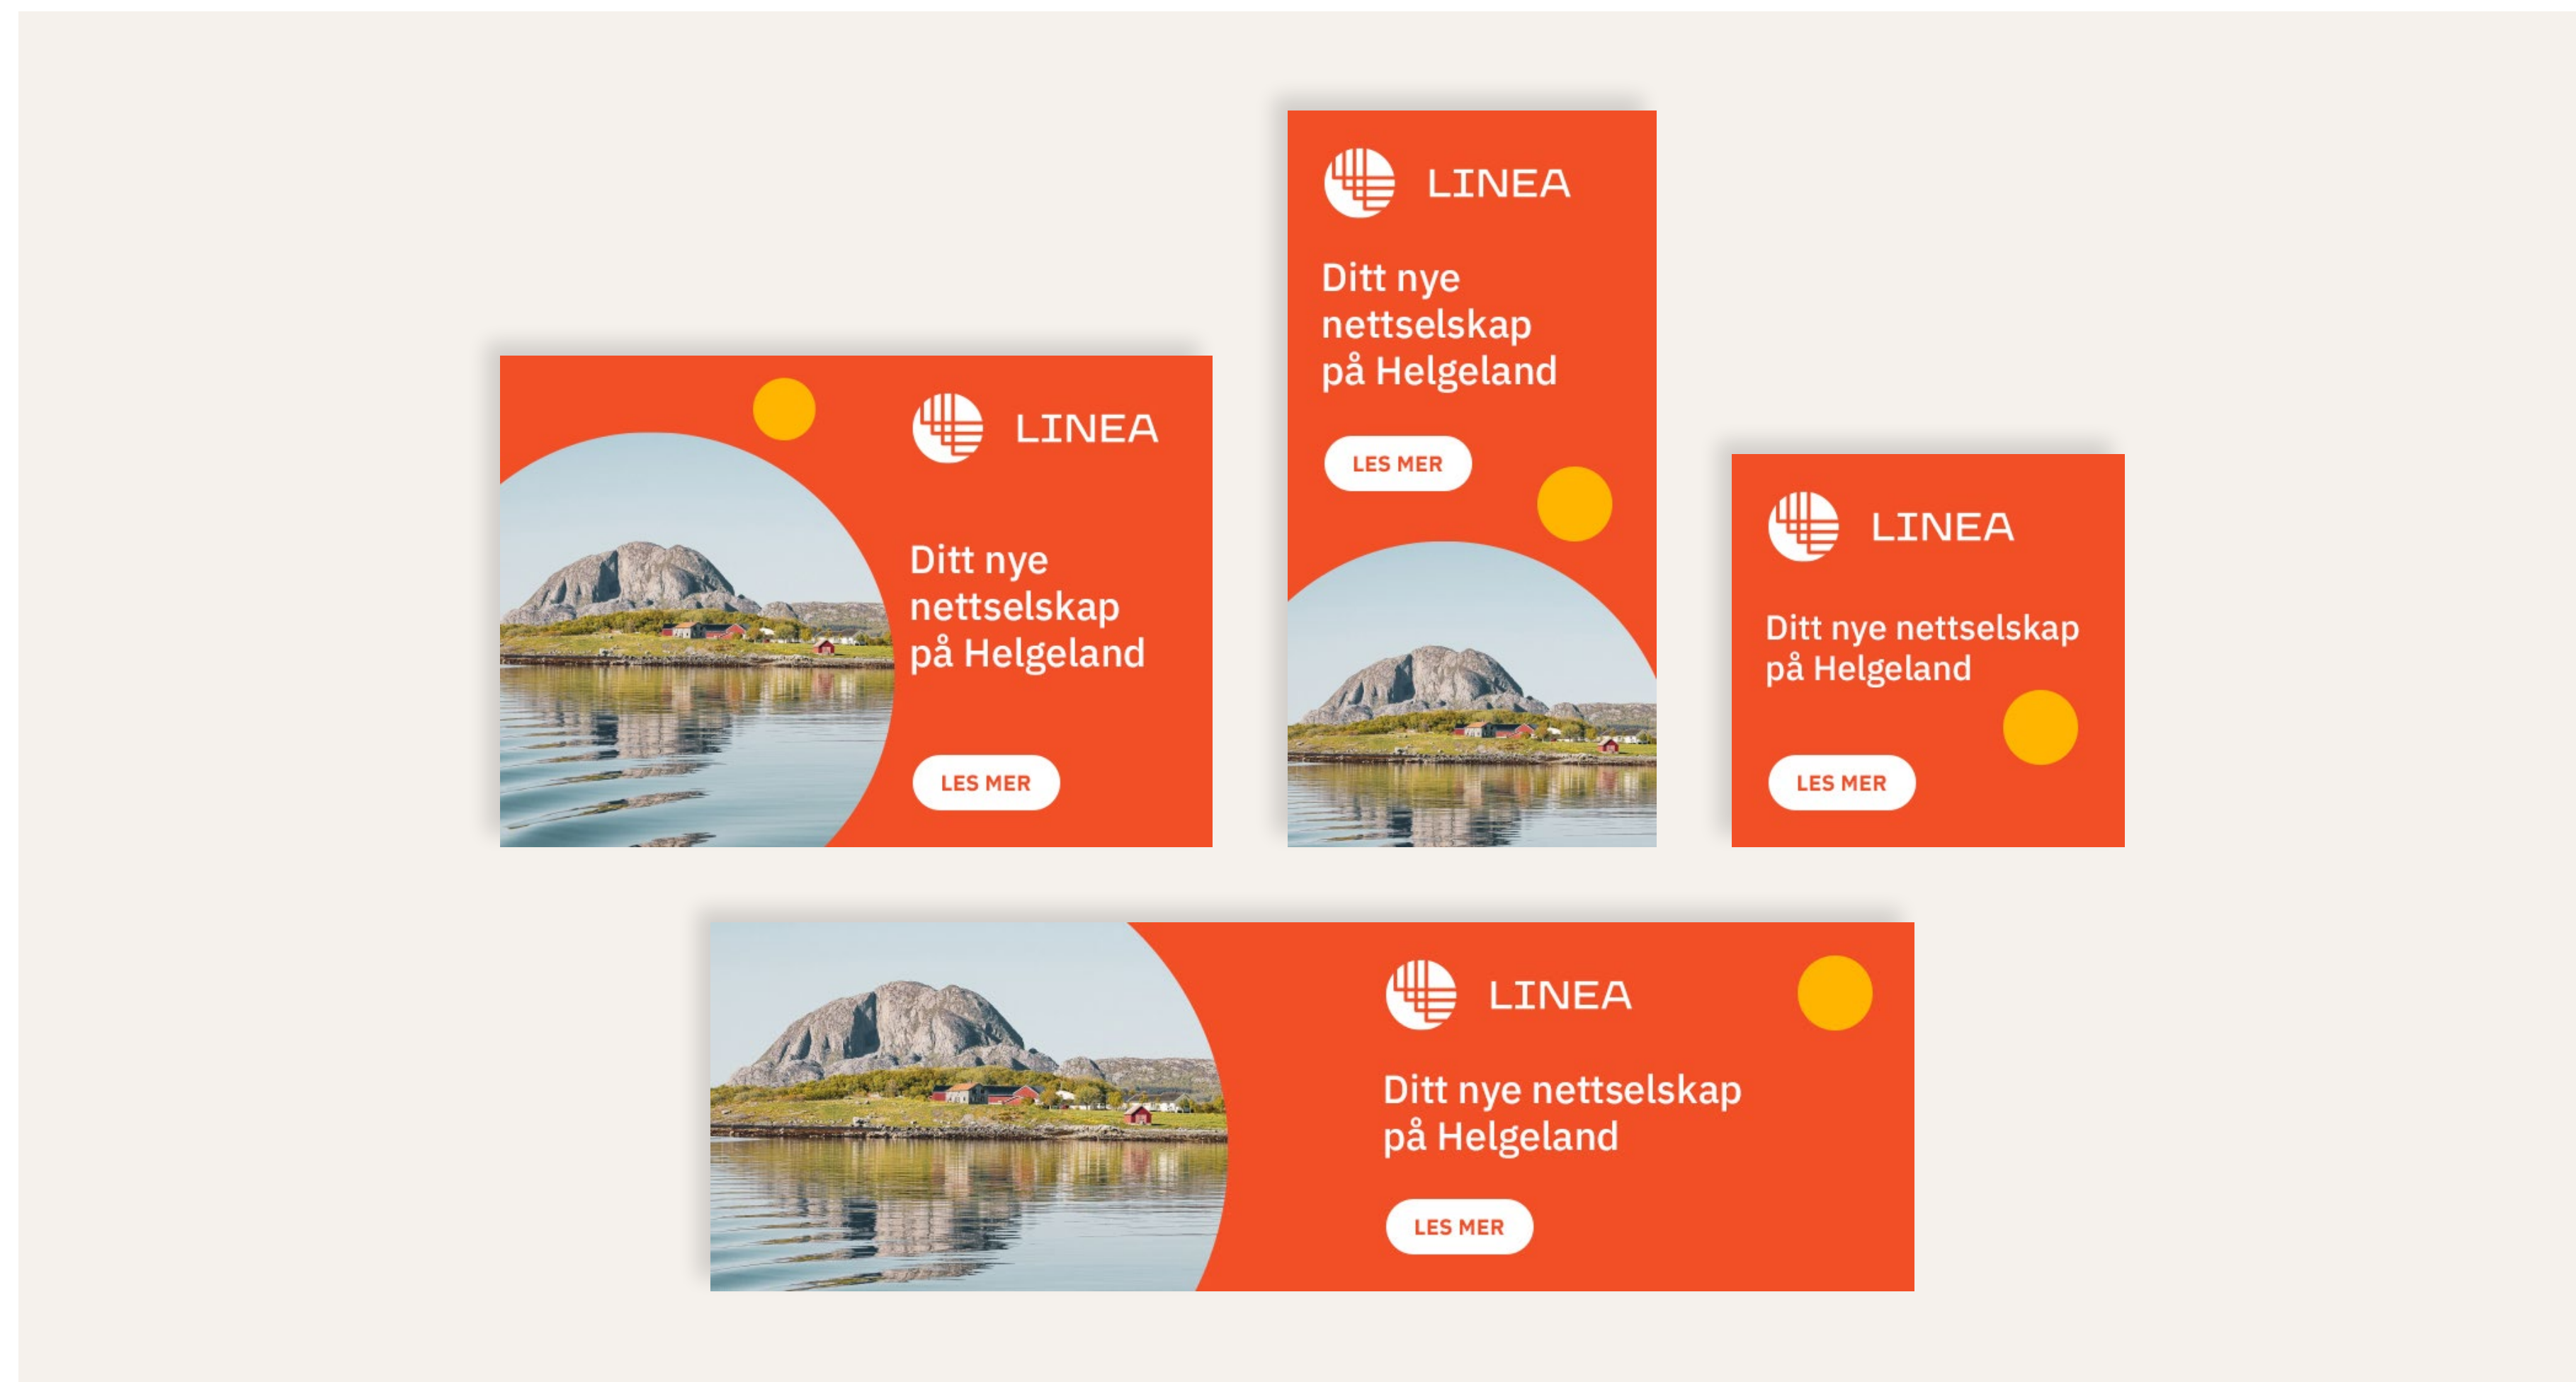 LINEA
Ditt nye
nettselskap
på Helgeland
LES MER
LINEA
Ditt nye
nettselskap
på Helgeland
LES MER
LINEA
Ditt nye nettselskap
på Helgeland
LES MER
LINEA
Ditt nye nettselskap
på Helgeland
LES MER